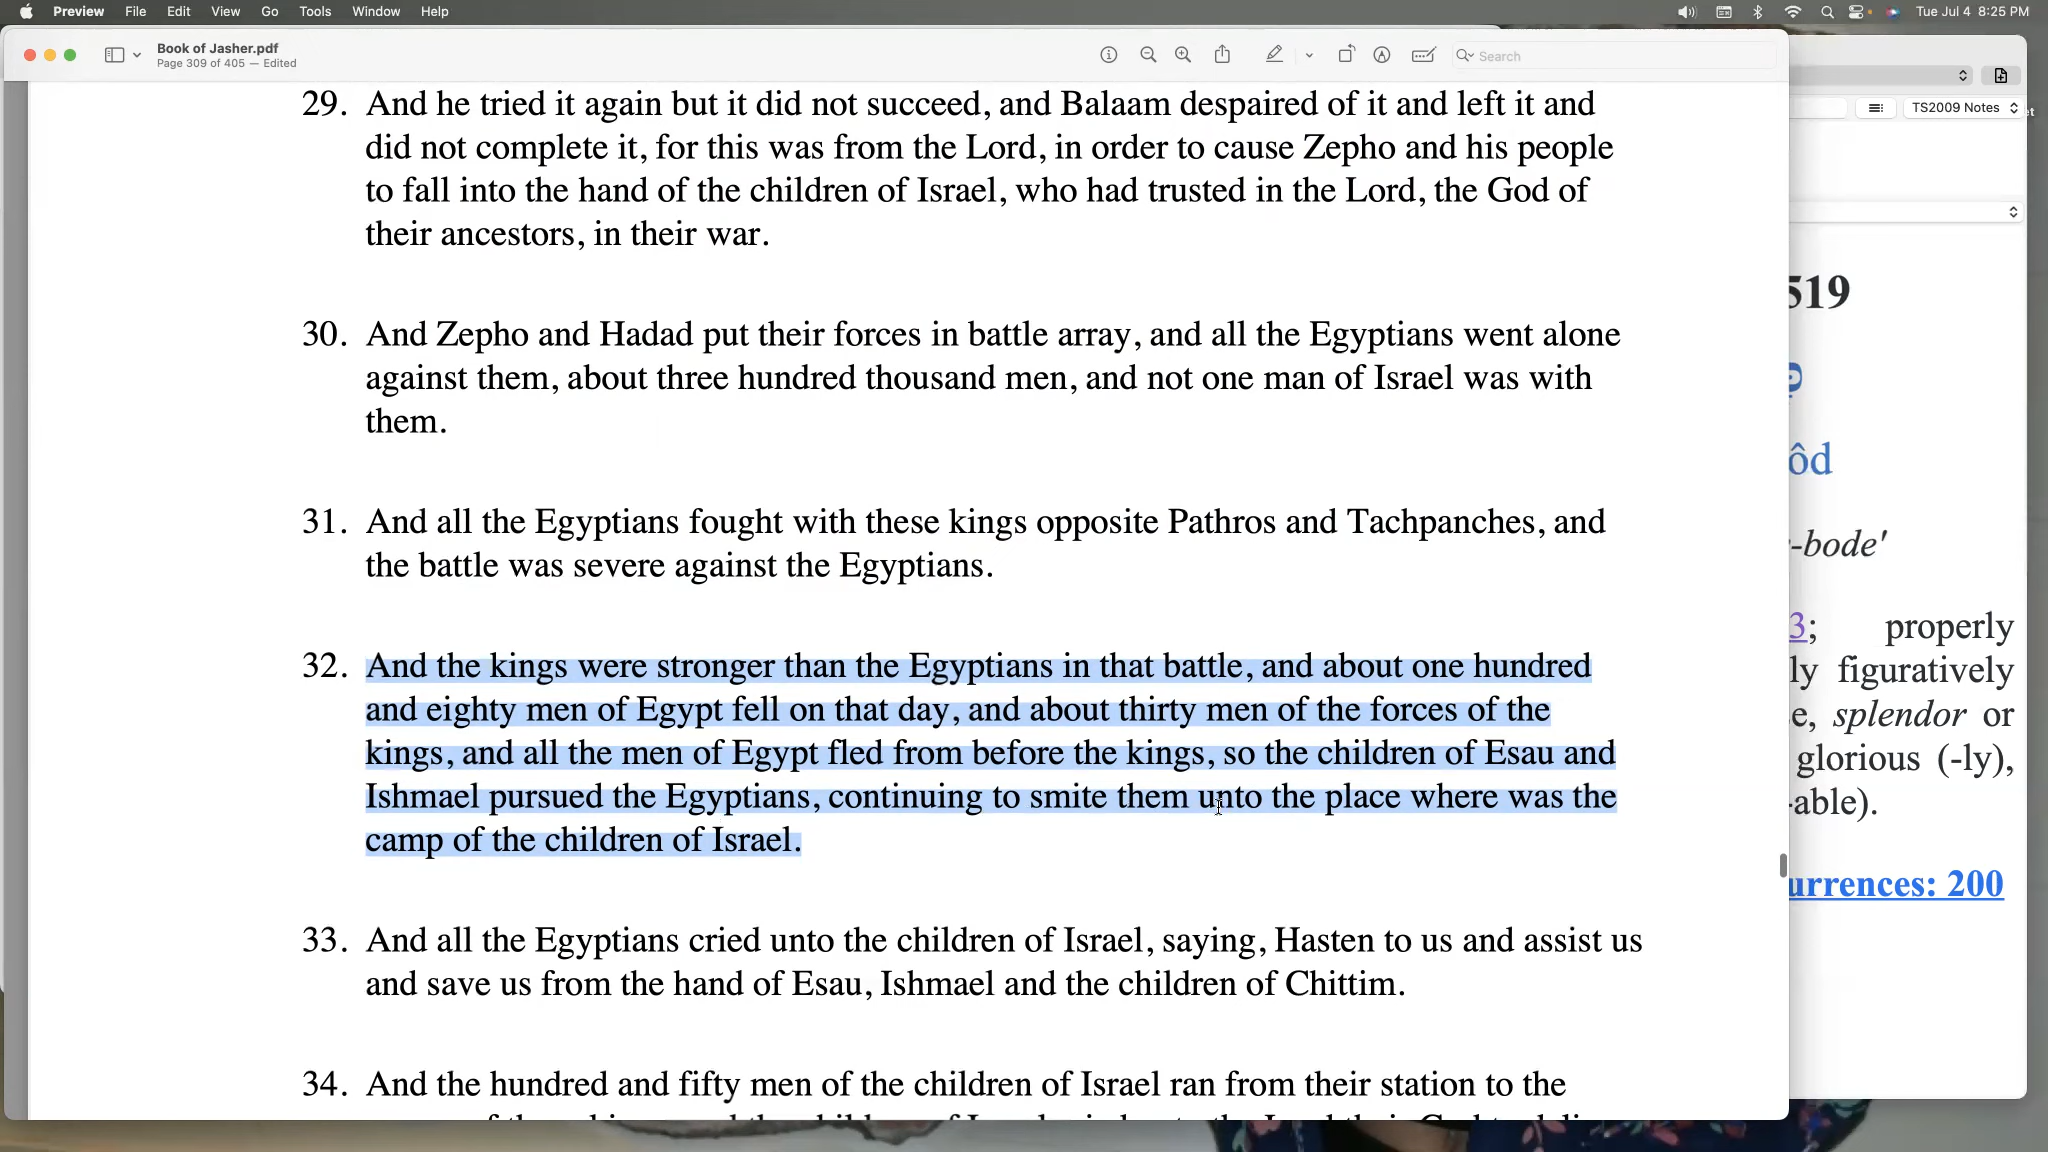 Preview File Edit View Go Tools Window Help
Tue Jul 4 8:25 PM
Book of Jasher.pdf
Page 309 of 405 — Edited
Search
TS2009 Notes
29. And he tried it again but it did not succeed, and Balaam despaired of it and left it and
did not complete it, for this was from the Lord, in order to cause Zepho and his people
to fall into the hand of the children of Israel, who had trusted in the Lord, the God of
their ancestors, in their war.
30. And Zepho and Hadad put their forces in battle array, and all the Egyptians went alone
against them, about three hundred thousand men, and not one man of Israel was with
them.
31. And all the Egyptians fought with these kings opposite Pathros and Tachpanches, and
the battle was severe against the Egyptians.
32. And the kings were stronger than the Egyptians in that battle, and about one hundred
and eighty men of Egypt fell on that day, and about thirty men of the forces of the
kings, and all the men of Egypt fled from before the kings, so the children of Esau and
Ishmael pursued the Egyptians, continuing to smite them unto the place where was the
camp of the children of Israel.
33. And all the Egyptians cried unto the children of Israel, saying, Hasten to us and assist us
and save us from the hand of Esau, Ishmael and the children of Chittim.
34. And the hundred and fifty men of the children of Israel ran from their station to the
519
ôd
-bode'
3; properly
ly figuratively
e, splendor or
glorious (-ly),
-able).
urrences: 200